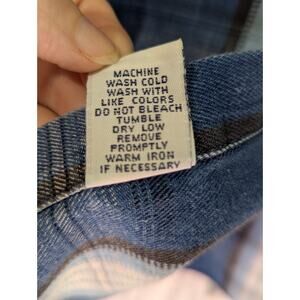 MACHINE
WASH COLD
WASH WITH
LIKE COLORS
DO NOT BLEACH
TUMBLE
DRY LOW
REMOVE
PROMPTLY
WARM IRON
IF NECESSARY